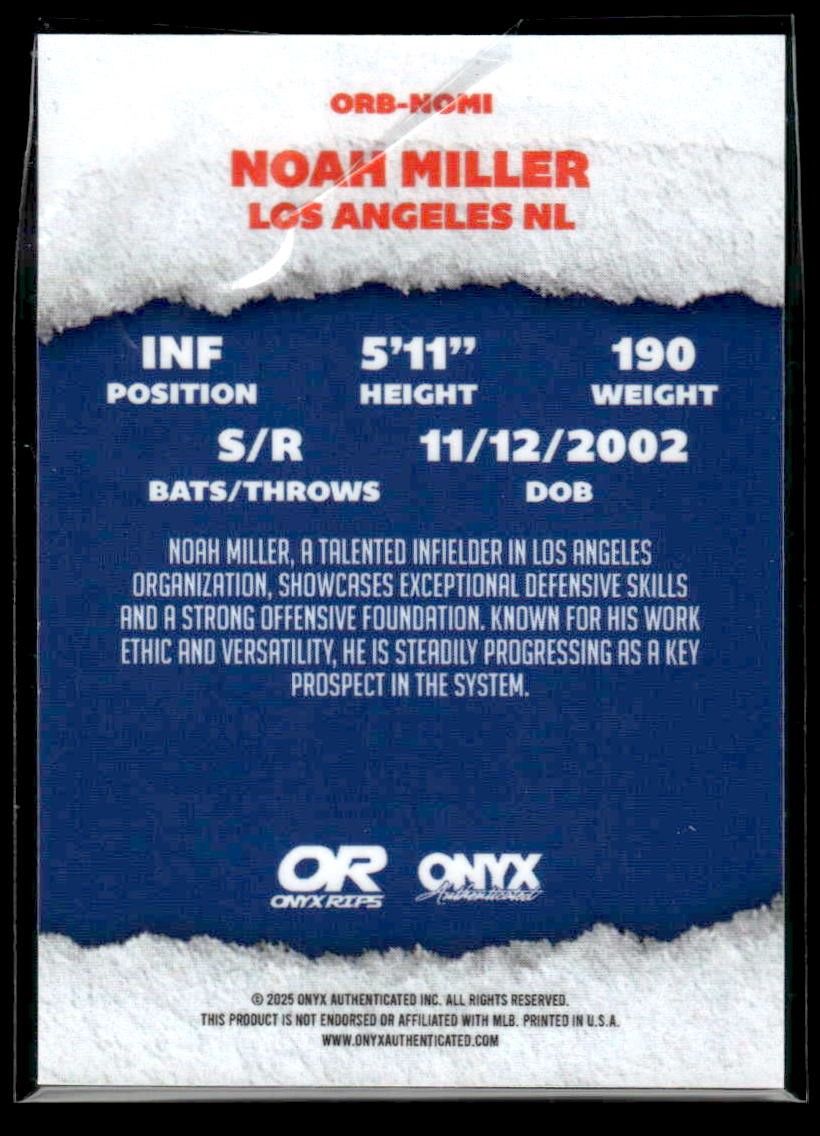 ORB-NOMI
NOAH MILLER
LOS ANGELES NL
INF 5'11” 190
POSITION HEIGHT WEIGHT
S/R 11/12/2002
BATS/THROWS DOB
NOAH MILLER, A TALENTED INFIELDER IN LOS ANGELES
ORGANIZATION, SHOWCASES EXCEPTIONAL DEFENSIVE SKILLS
AND A STRONG OFFENSIVE FOUNDATION. KNOWN FOR HIS WORK
ETHIC AND VERSATILITY, HE IS STEADILY PROGRESSING AS A KEY
PROSPECT IN THE SYSTEM.
OR ONYX
ONYX RIPS Authenticated
© 2025 ONYX AUTHENTICATED INC. ALL RIGHTS RESERVED.
THIS PRODUCT IS NOT ENDORSED OR AFFILIATED WITH MLB. PRINTED IN U.S.A.
WWW.ONYXAUTHENTICATED.COM